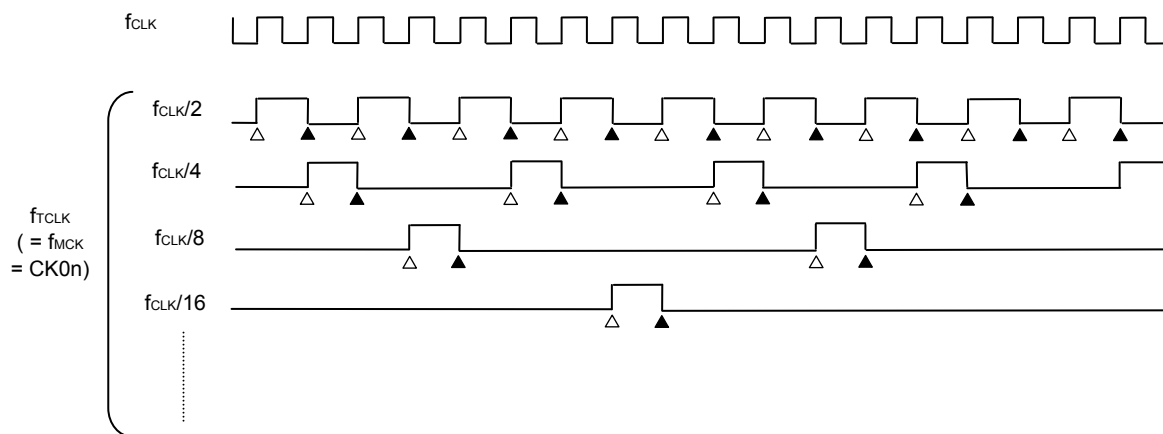 fCLK
fCLK/2
fCLK/4
fTCLK
( = fMCK
= CK0n)
fCLK/8
fCLK/16